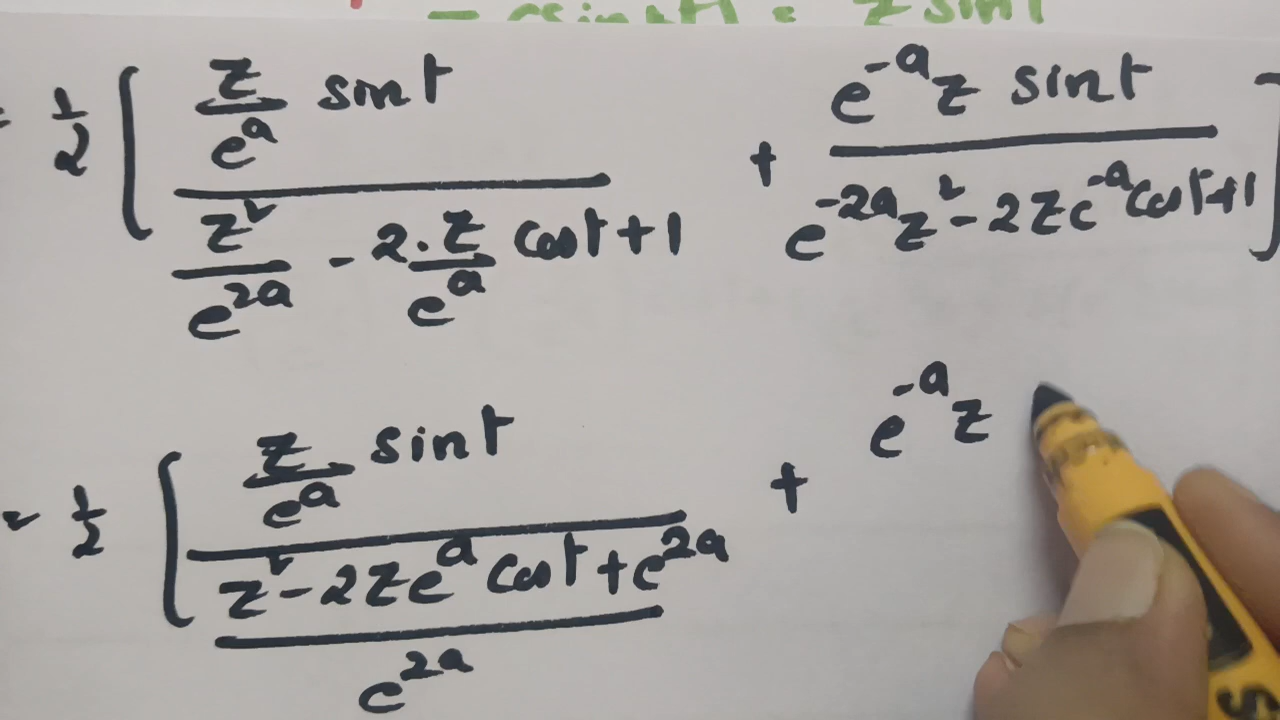 z sin t
= 1/2 [ (z/e^a sin t) / (z²/e^2a - 2·z/e^a cos t + 1) + (e^-a z sin t) / (e^-2a z² - 2ze^-a cos t + 1) ]
= 1/2 [ (z/e^a sin t) / ((z² - 2ze^a cos t + e^2a) / e^2a) + e^-a z